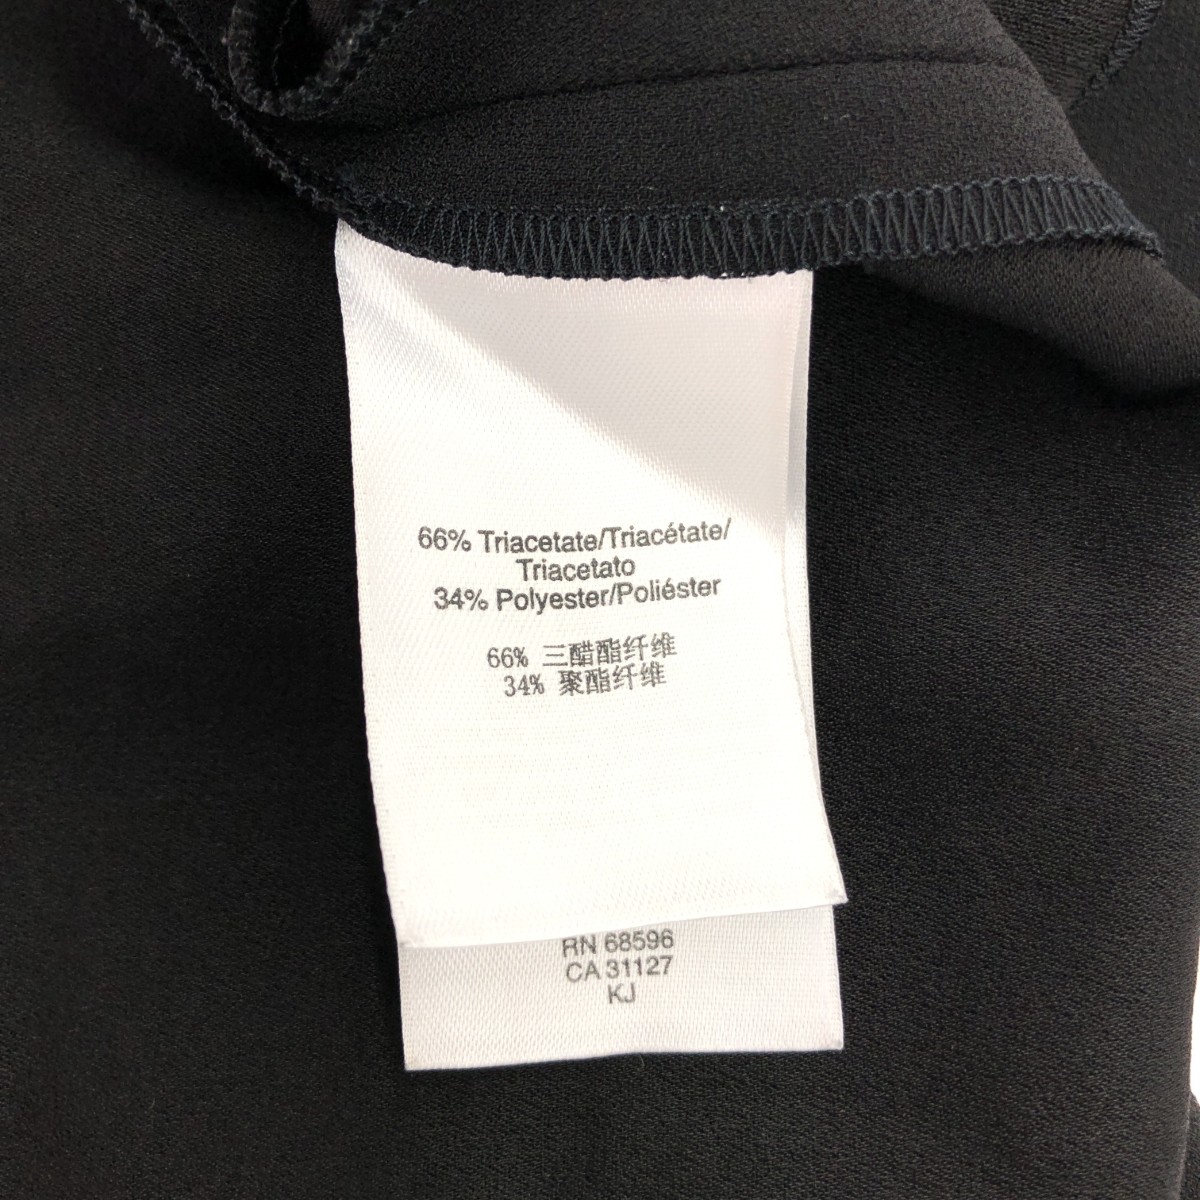 66% Triacetate/Triacétate/
Triacetato
34% Polyester/Poliéster
66% 三醋酯纤维
34% 聚酯纤维
RN 68596
CA 31127
KJ